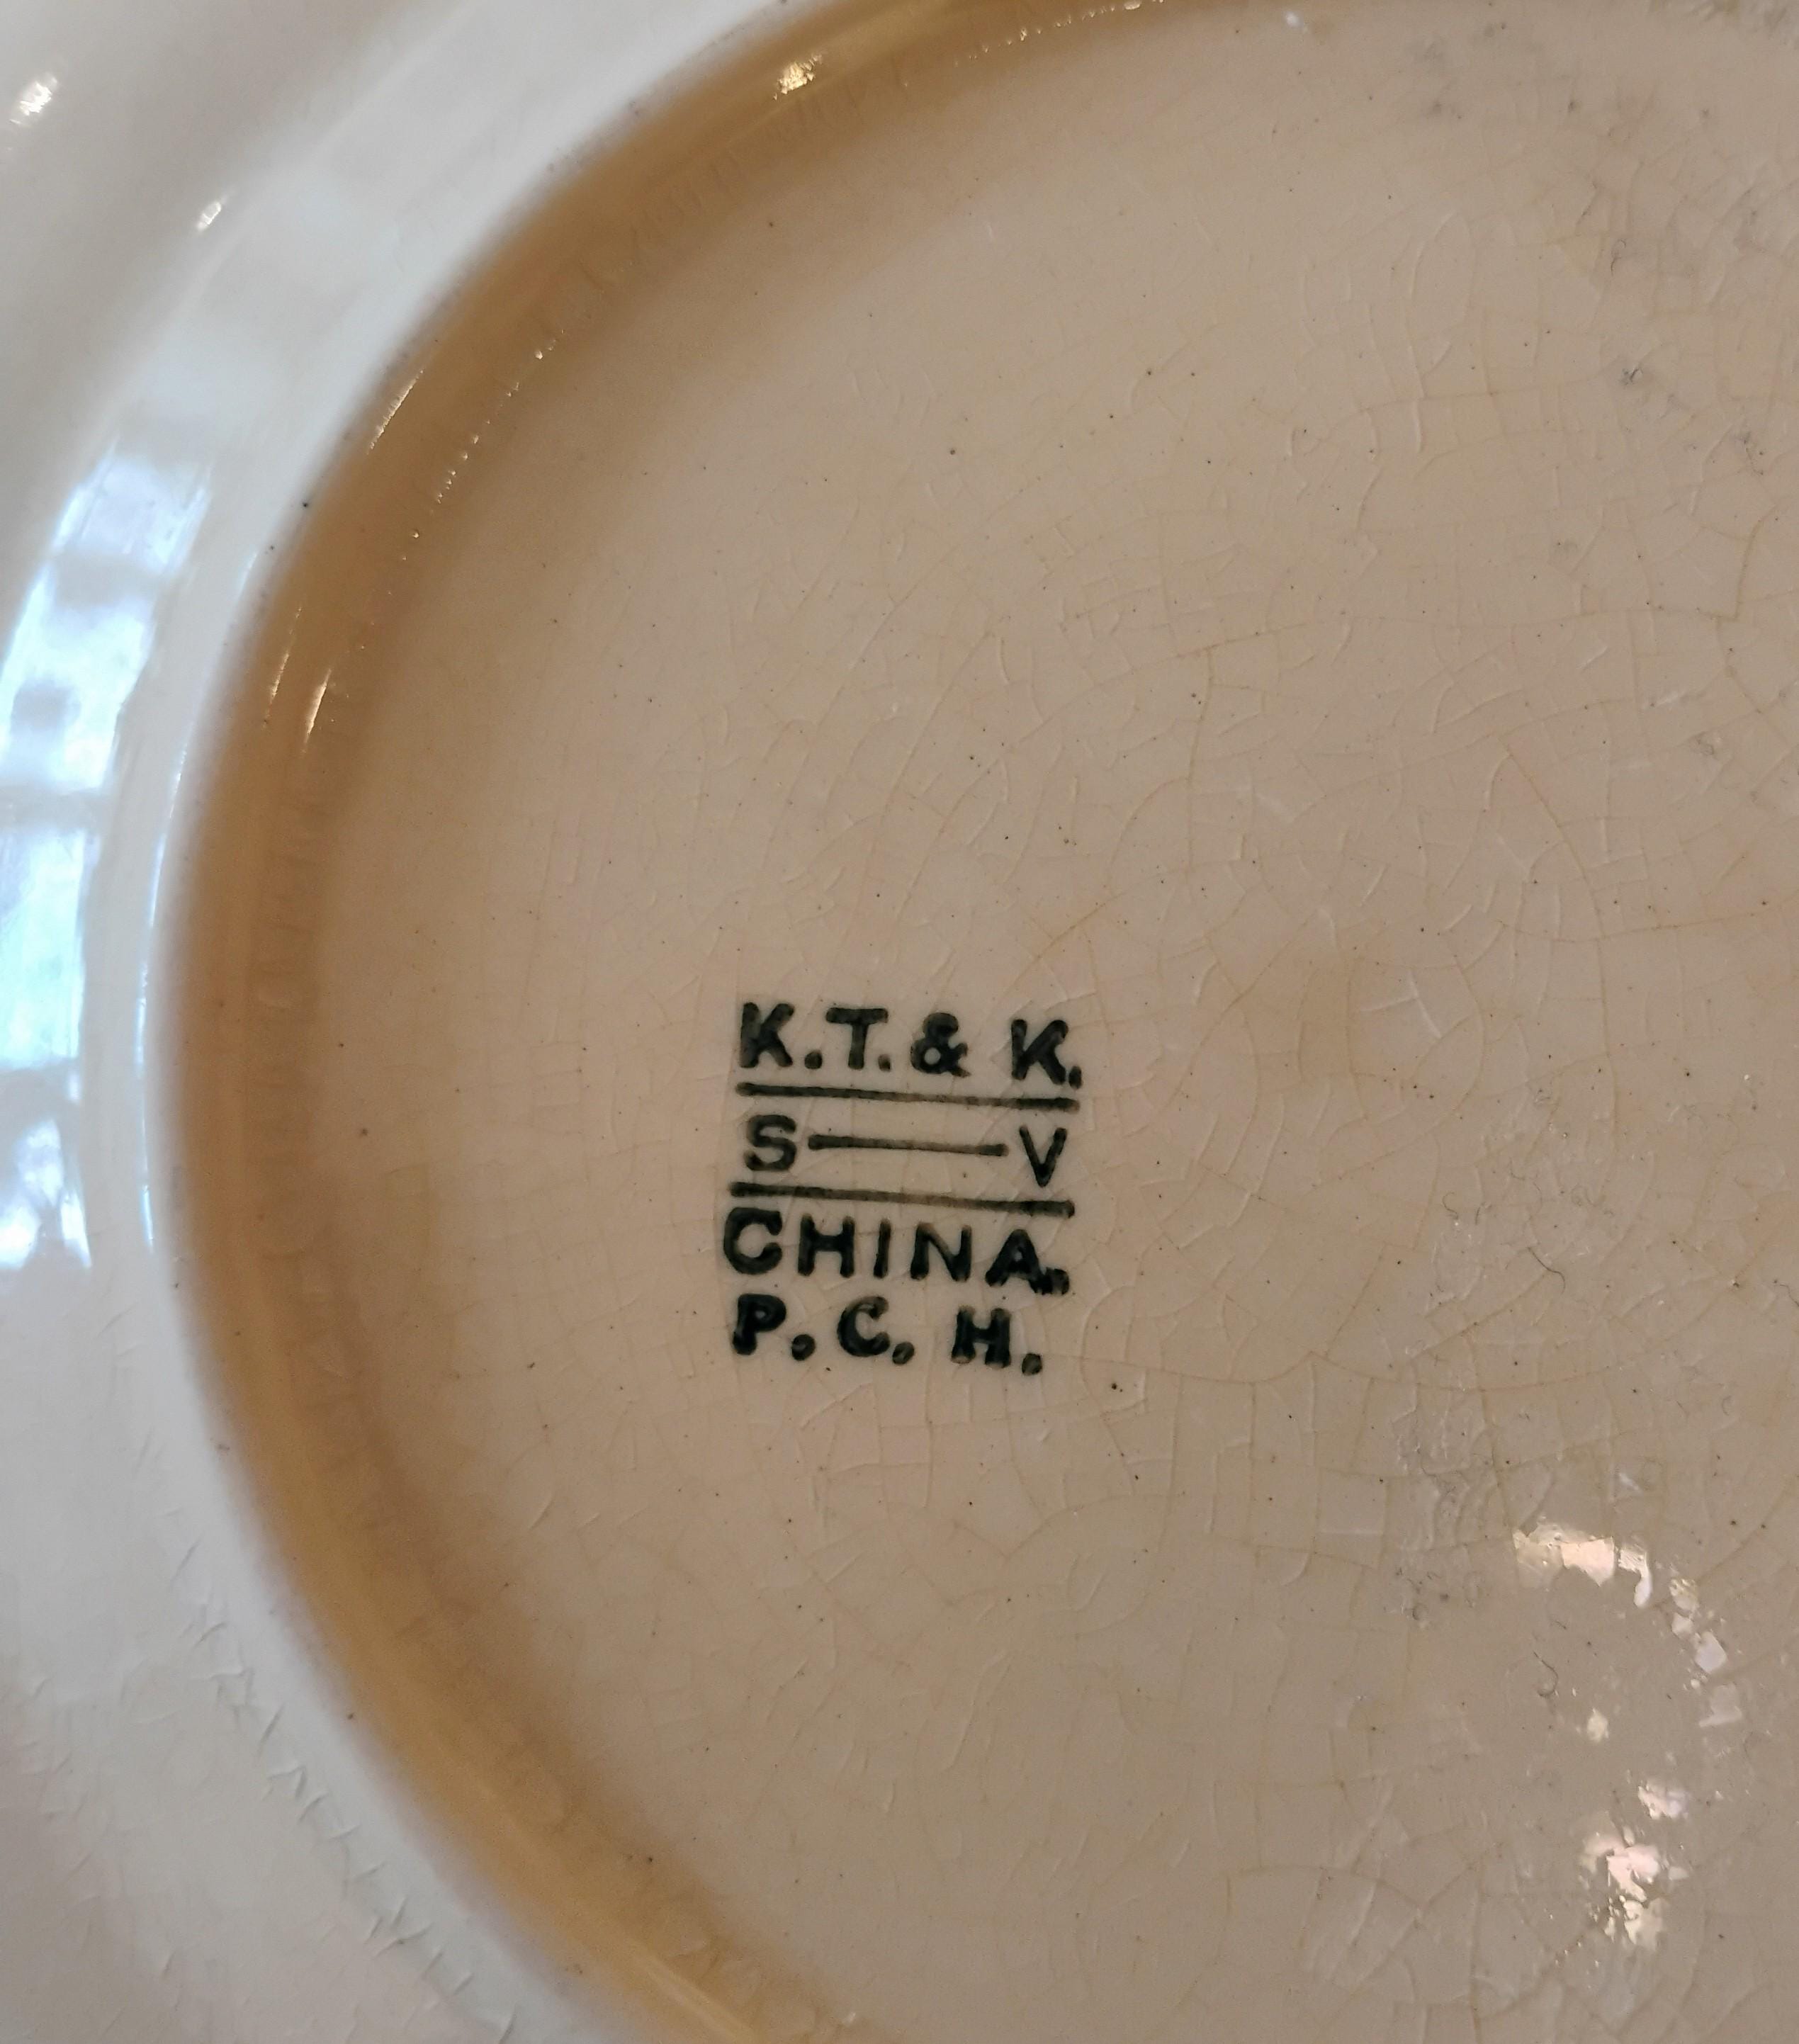 K.T. & K.
S—V
CHINA.
P. C. H.